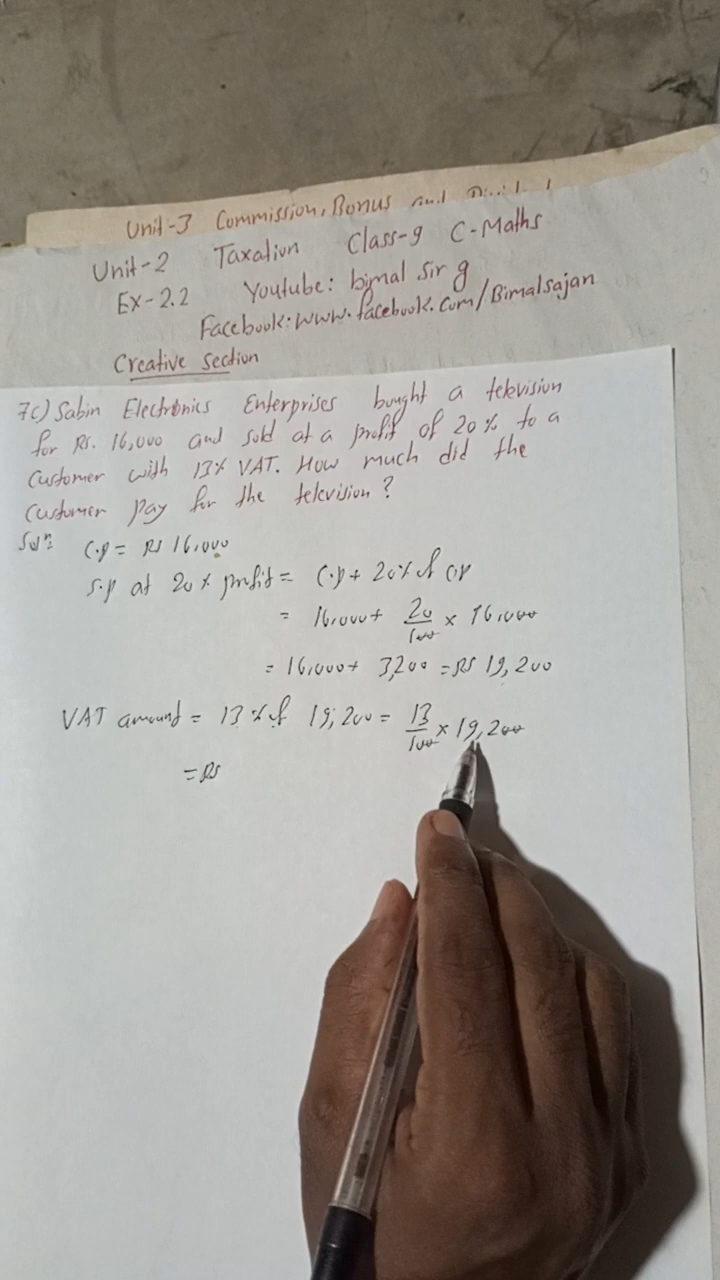 Unit-3 Commission, Bonus and
Unit-2 Taxation Class-9 C-Maths
Ex-2.2 Youtube: bimal sir g
Facebook: www.facebook.com/Bimalsajan
Creative section
7c) Sabin Electronics Enterprises bought a television
for Rs. 16,000 and sold at a profit of 20% to a
customer with 13% VAT. How much did the
customer pay for the television?
Solⁿ: C.p = Rs 16,000
S.p at 20% profit = C.p + 20% of cp
= 16,000 + 20/100 × 16,000
= 16,000 + 3,200 = Rs 19,200
VAT amount = 13% of 19,200 = 13/100 × 19,200
= Rs